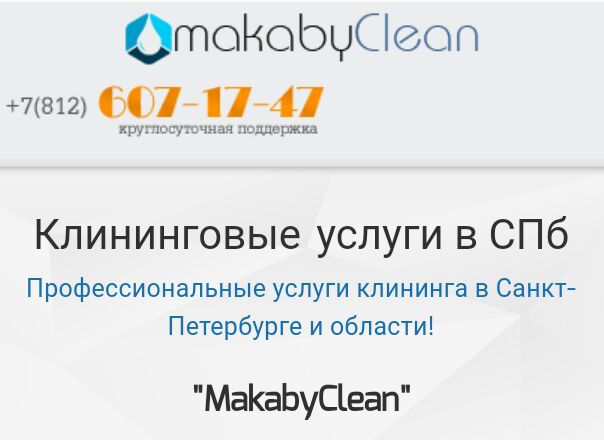 makabyClean
+7(812) 607-17-47
круглосуточная поддержка
Клининговые услуги в СПб
Профессиональные услуги клининга в Санкт-
Петербурге и области!
"MakabyClean"